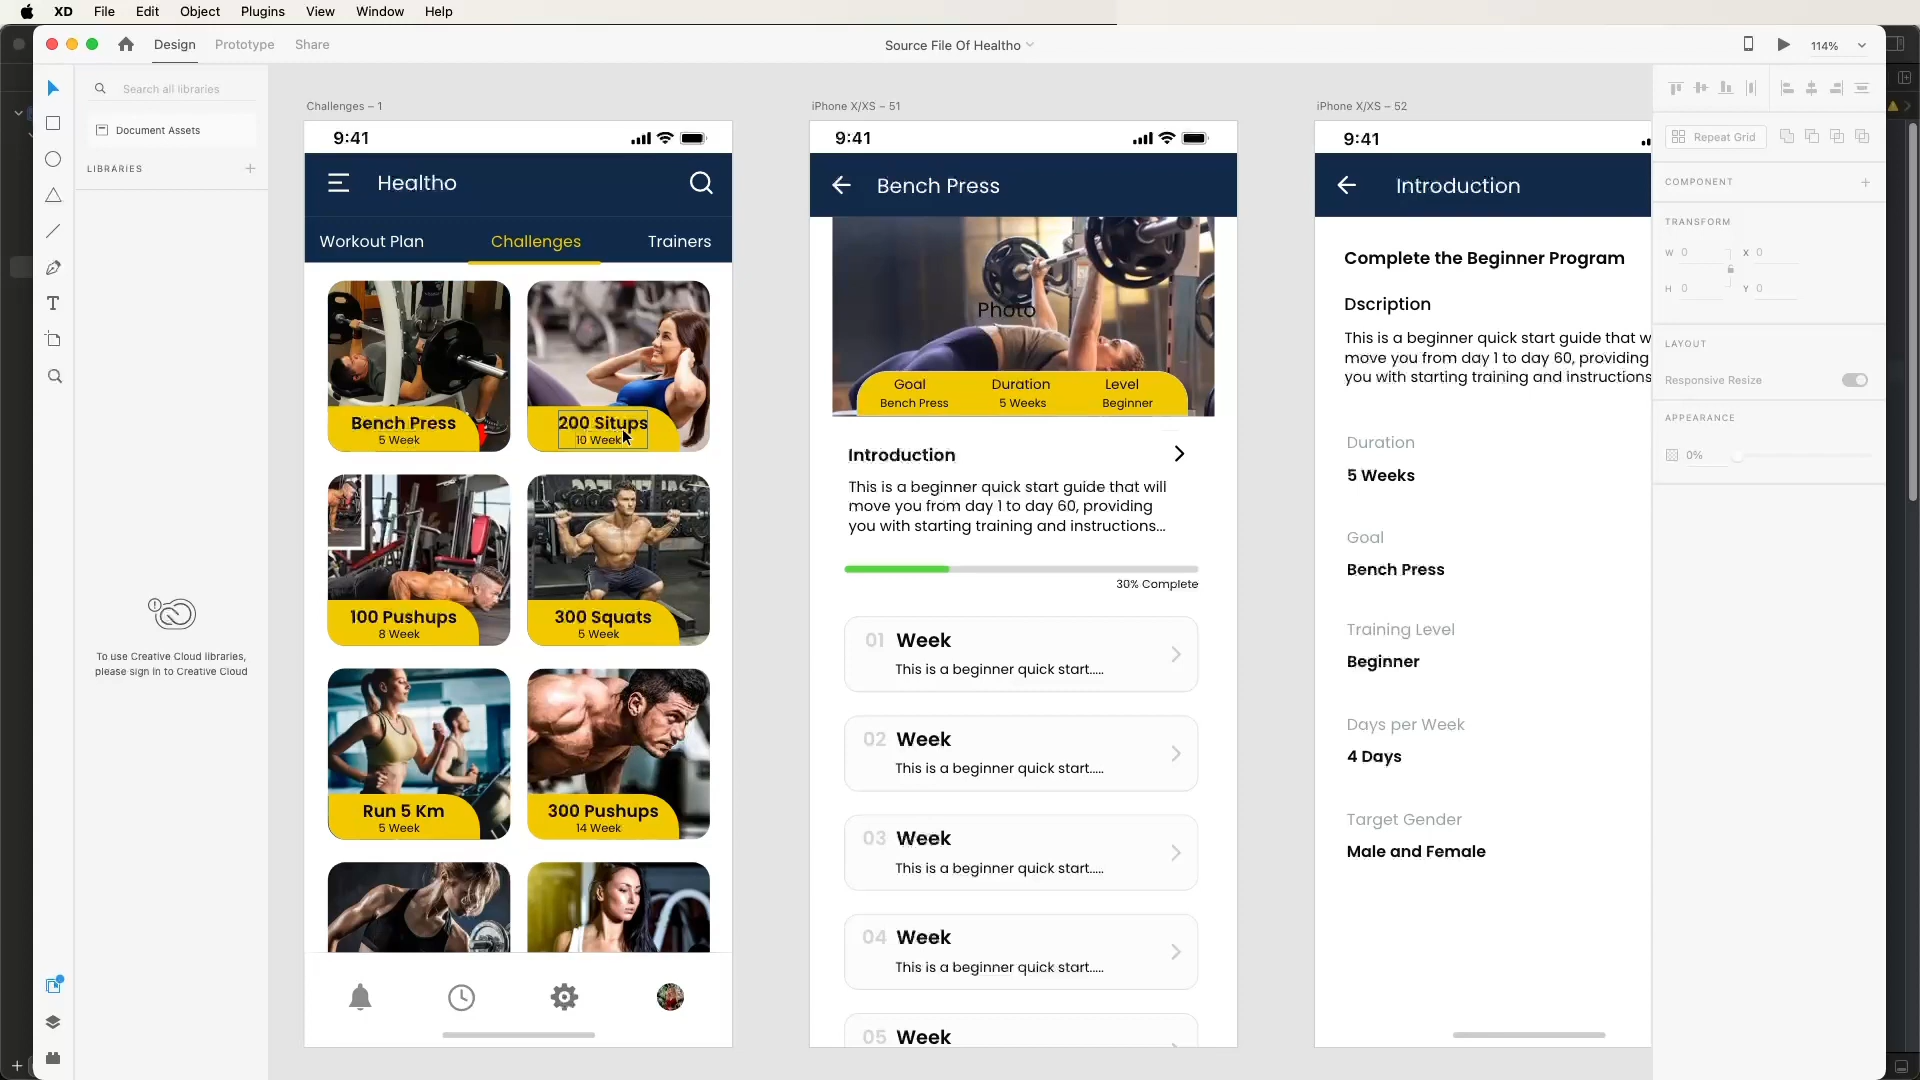 XD File Edit Object Plugins View Window Help
Design Prototype Share
Source File Of Healtho
114%
Search all libraries
Document Assets
LIBRARIES
To use Creative Cloud libraries,
please sign in to Creative Cloud
Challenges – 1
9:41
Healtho
Workout Plan Challenges Trainers
Bench Press
5 Week
200 Situps
10 Week
100 Pushups
8 Week
300 Squats
5 Week
Run 5 Km
5 Week
300 Pushups
14 Week
iPhone X/XS – 51
9:41
Bench Press
Photo
Goal Duration Level
Bench Press 5 Weeks Beginner
Introduction
This is a beginner quick start guide that will
move you from day 1 to day 60, providing
you with starting training and instructions...
30% Complete
01 Week
This is a beginner quick start.....
02 Week
This is a beginner quick start.....
03 Week
This is a beginner quick start.....
04 Week
This is a beginner quick start.....
05 Week
iPhone X/XS – 52
9:41
Introduction
Complete the Beginner Program
Dscription
This is a beginner quick start guide that w
move you from day 1 to day 60, providing
you with starting training and instructions
Duration
5 Weeks
Goal
Bench Press
Training Level
Beginner
Days per Week
4 Days
Target Gender
Male and Female
Repeat Grid
COMPONENT
TRANSFORM
W 0 X 0
H 0 Y 0
LAYOUT
Responsive Resize
APPEARANCE
0%